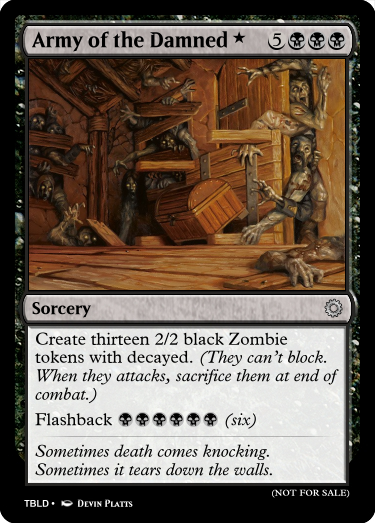 Army of the Damned ★ 5
Sorcery
Create thirteen 2/2 black Zombie
tokens with decayed. (They can't block.
When they attacks, sacrifice them at end of
combat.)
Flashback (six)
Sometimes death comes knocking.
Sometimes it tears down the walls.
(NOT FOR SALE)
TBLD • Devin Platts